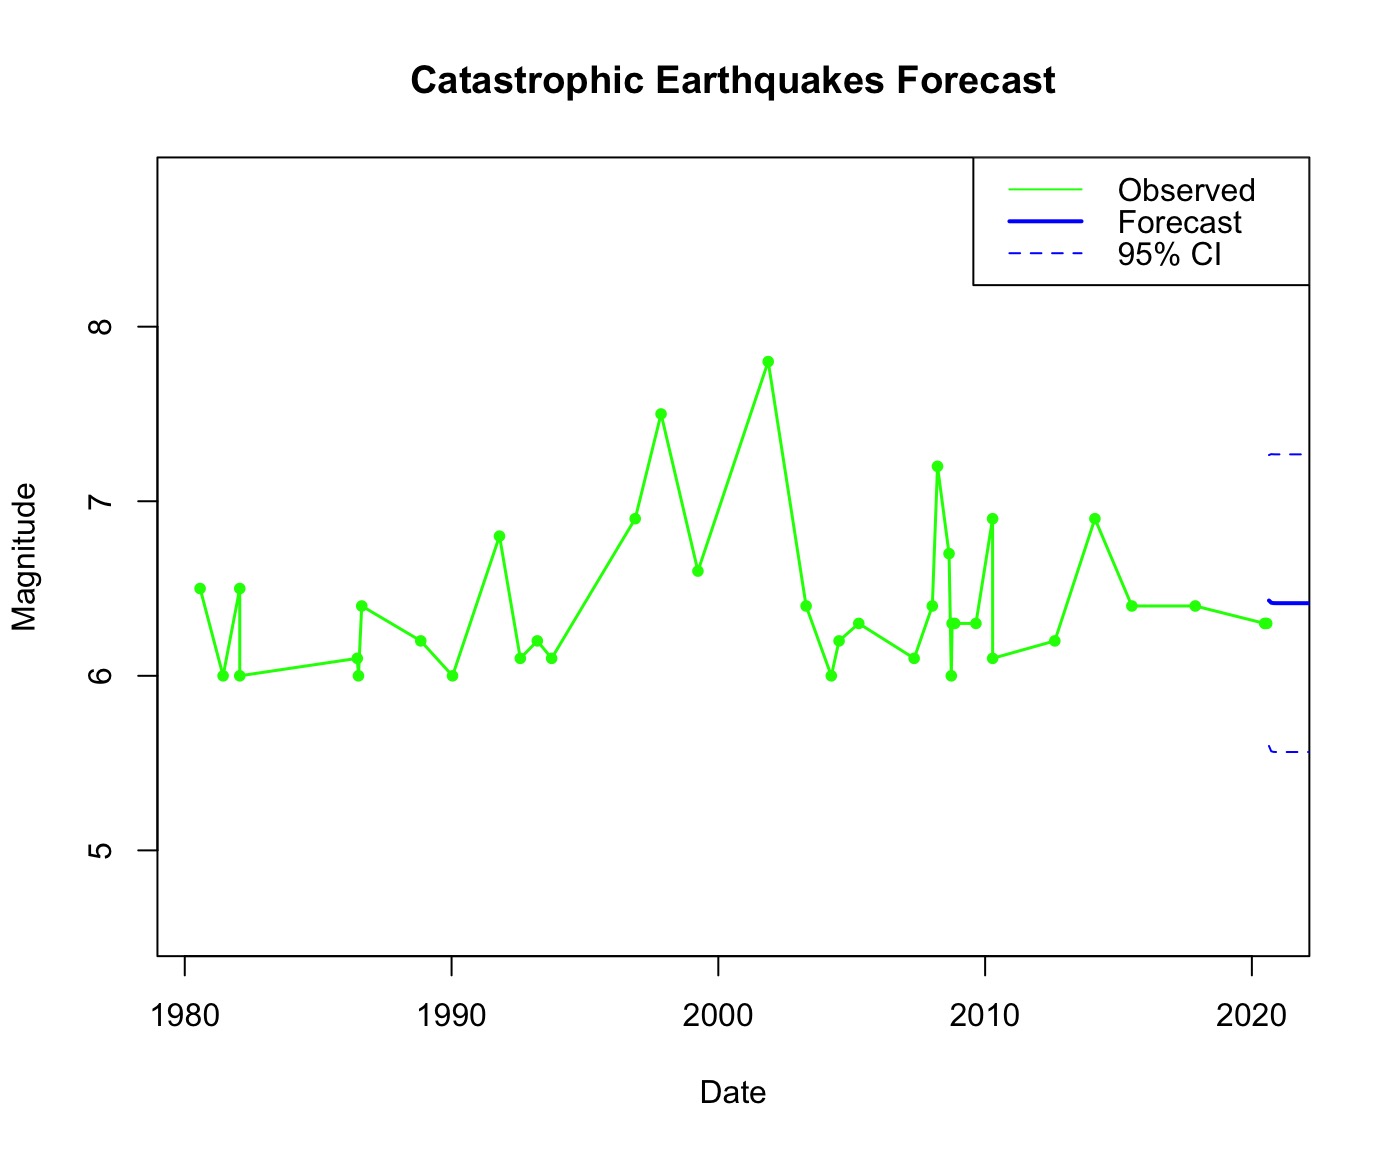 Catastrophic Earthquakes Forecast
Observed
Forecast
95% CI
8
7
6
5
Magnitude
1980 1990 2000 2010 2020
Date